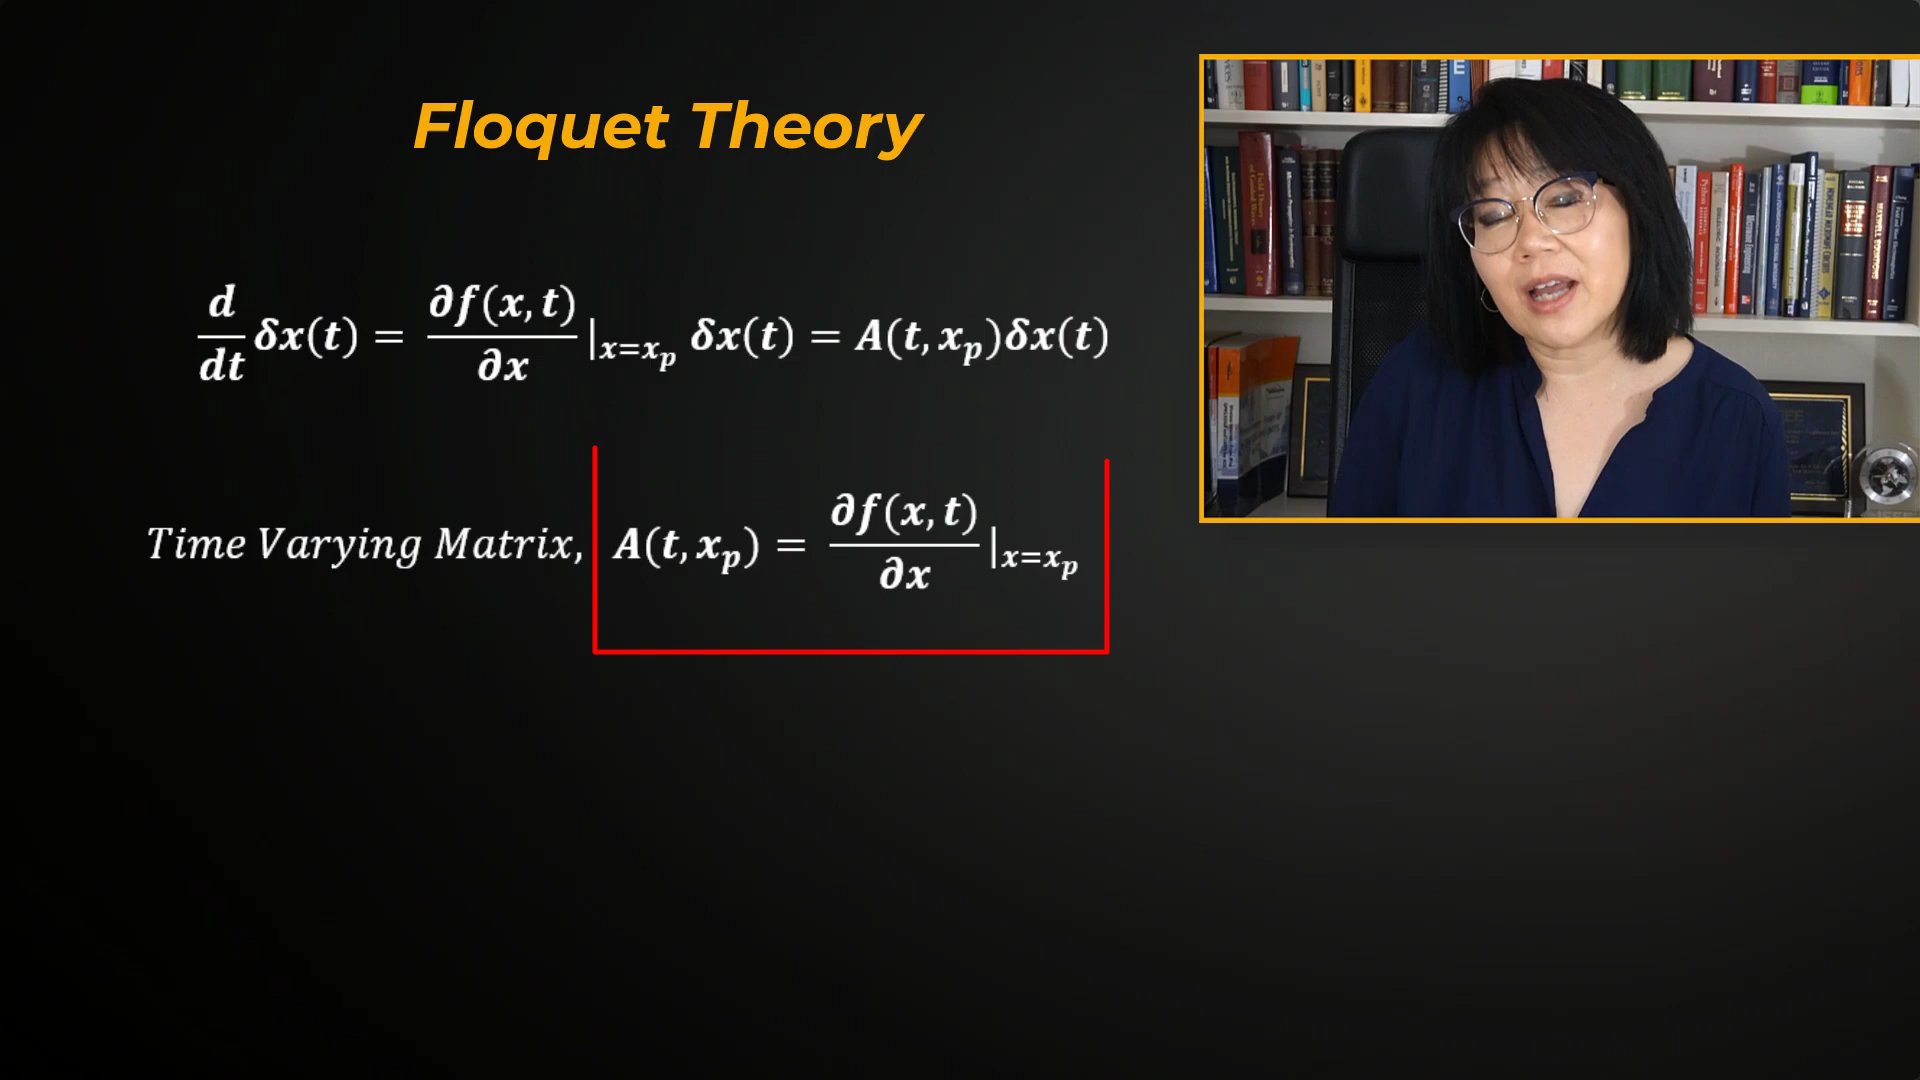 Floquet Theory
d/dt δx(t) = ∂f(x, t)/∂x |x=xp δx(t) = A(t, xp)δx(t)
Time Varying Matrix, A(t, xp) = ∂f(x, t)/∂x |x=xp